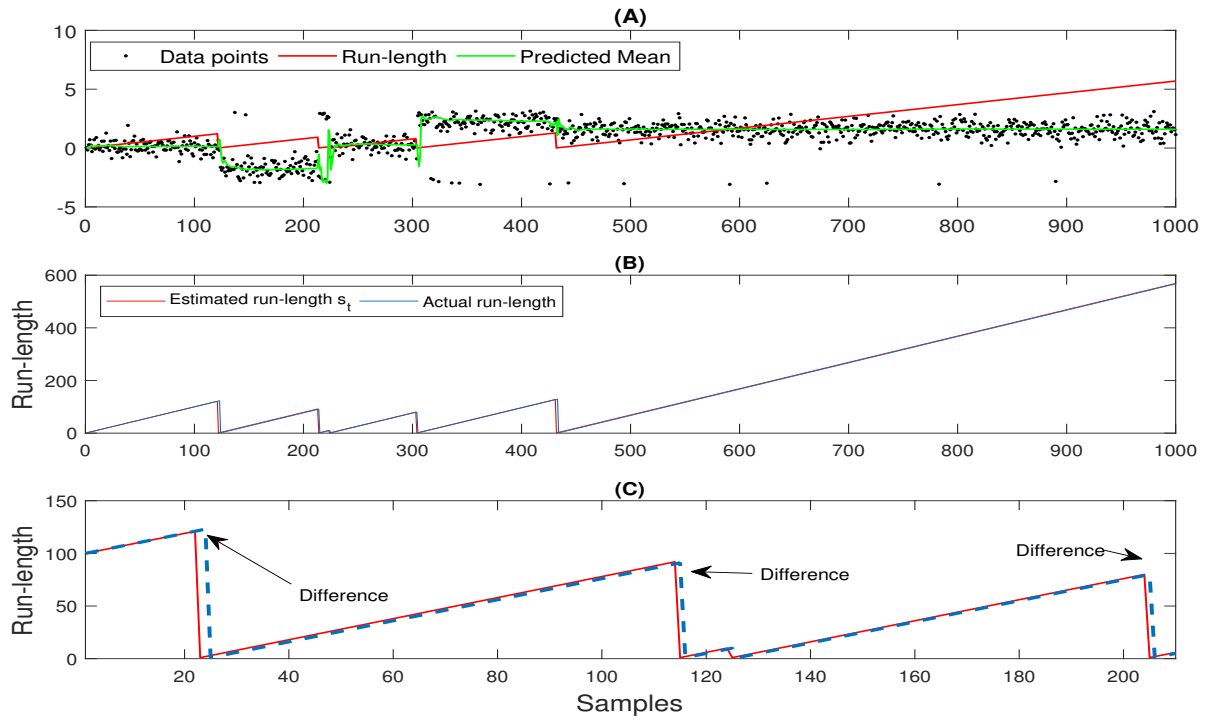 (A)
10
5
0
-5
Data points Run-length Predicted Mean
0 100 200 300 400 500 600 700 800 900 1000
(B)
600
400
200
0
Run-length
Estimated run-length s_t Actual run-length
0 100 200 300 400 500 600 700 800 900 1000
(C)
150
100
50
0
Run-length
Difference
Difference
Difference
20 40 60 80 100 120 140 160 180 200
Samples